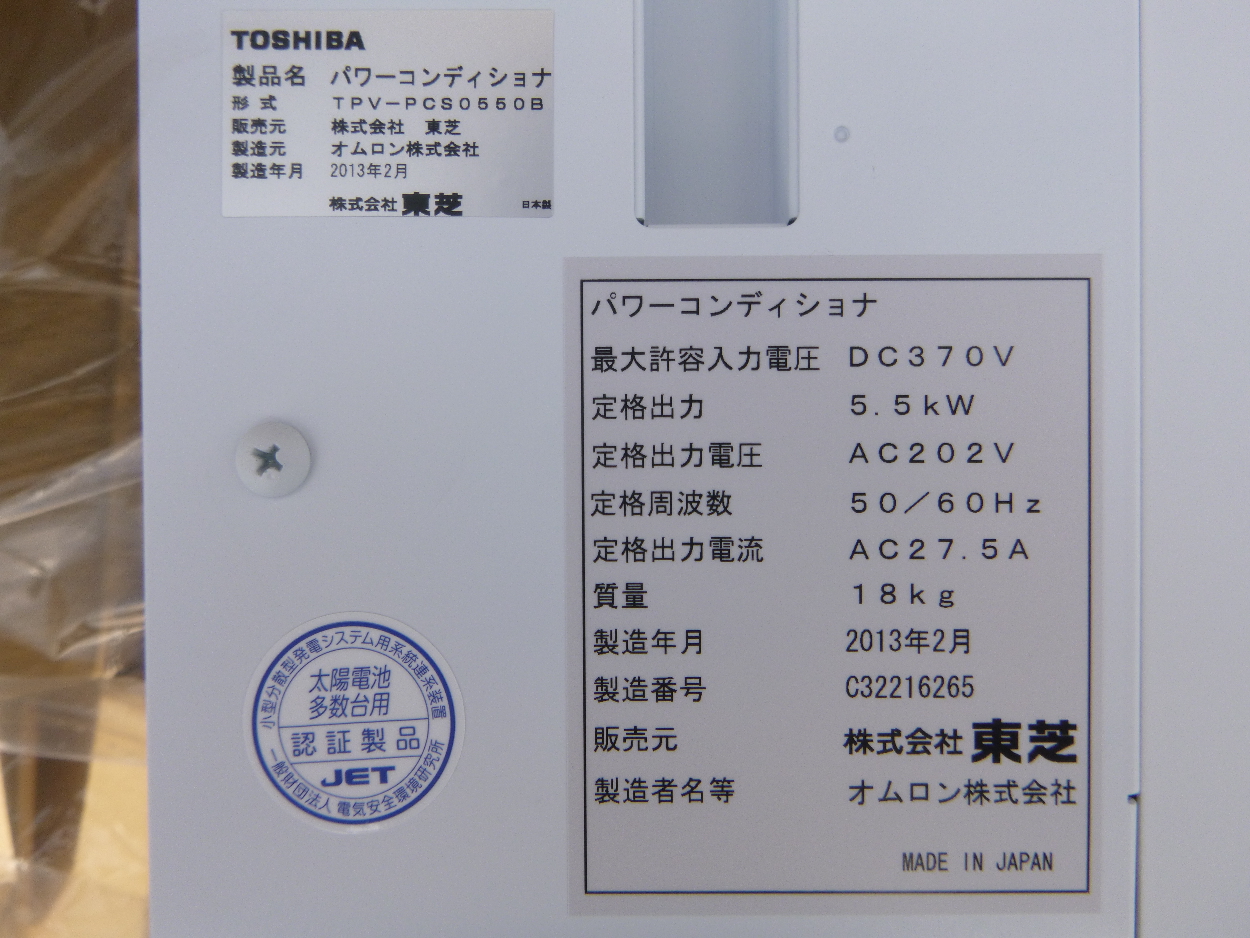 TOSHIBA
製品名 パワーコンディショナ
形 式 TPV-PCS0550B
販売元 株式会社 東芝
製造元 オムロン株式会社
製造年月 2013年2月
株式会社 東芝 日本製
パワーコンディショナ
最大許容入力電圧 DC370V
定格出力 5.5kW
定格出力電圧 AC202V
定格周波数 50/60Hz
定格出力電流 AC27.5A
質量 18kg
製造年月 2013年2月
製造番号 C32216265
販売元 株式会社 東芝
製造者名等 オムロン株式会社
MADE IN JAPAN
小型分散型発電システム用系統連系装置
太陽電池
多数台用
認証製品
JET
一般財団法人 電気安全環境研究所